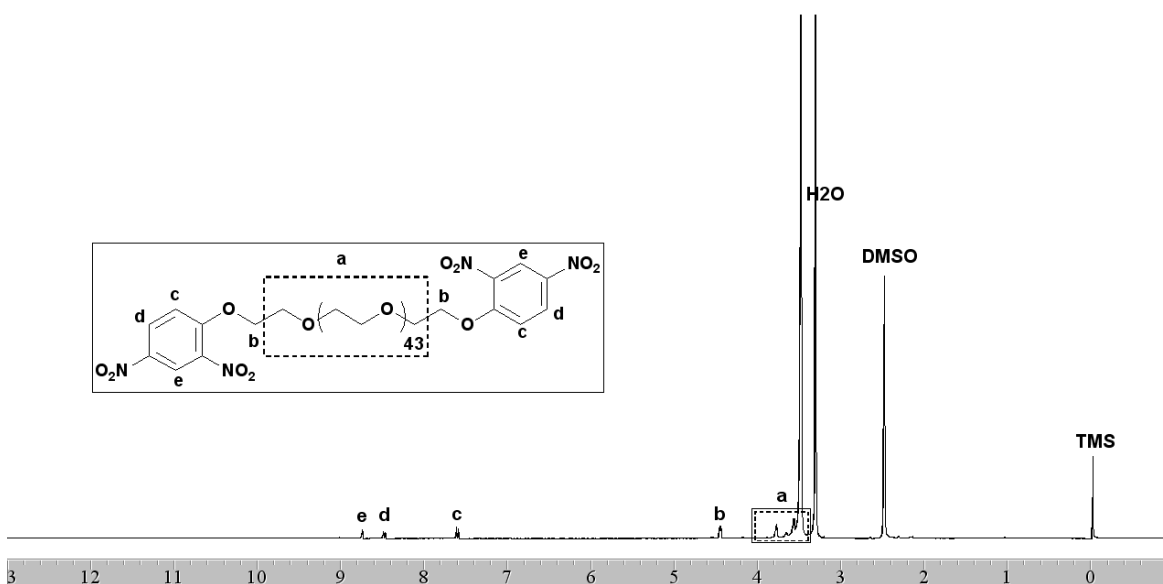 H2O
DMSO
TMS
a
e
O₂N NO₂
c b
d O O O d
O c
b 43
O₂N NO₂
e
e d c b a
3 12 11 10 9 8 7 6 5 4 3 2 1 0